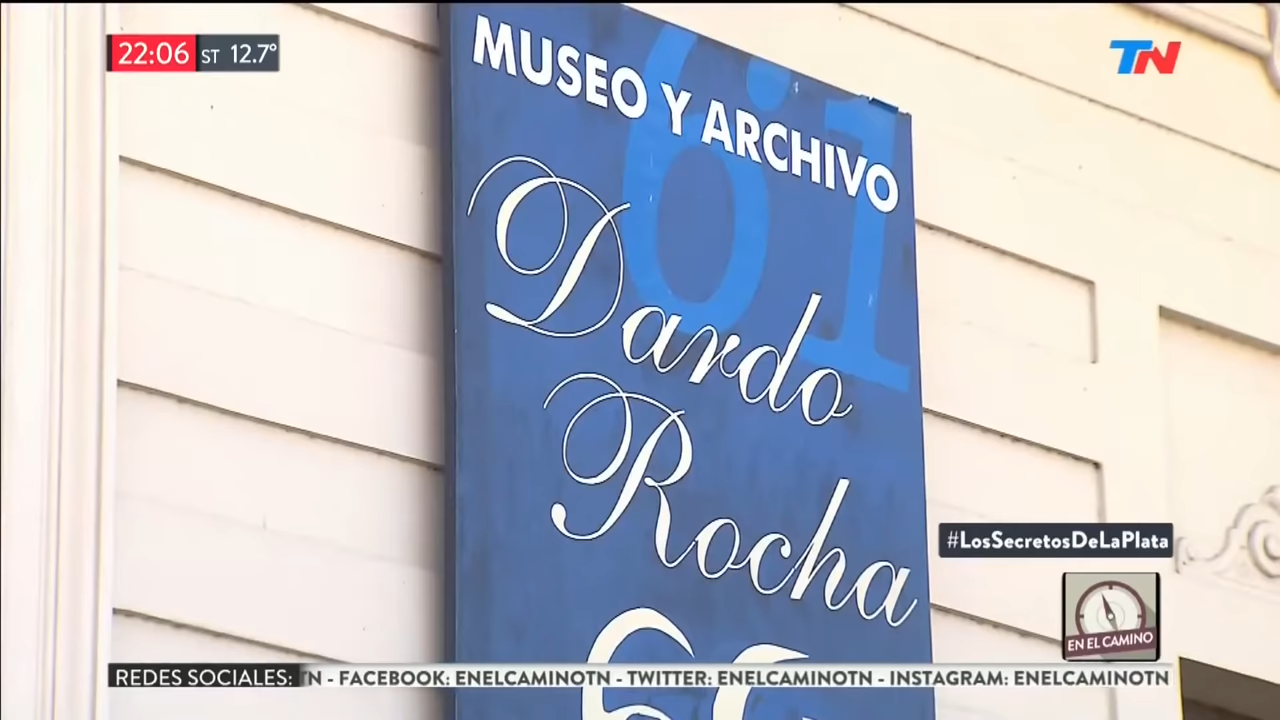 22:06 ST 12.7°
TN
MUSEO Y ARCHIVO
61
Dardo
Rocha
#LosSecretosDeLaPlata
EN EL CAMINO
REDES SOCIALES: N - FACEBOOK: ENELCAMINOTN - TWITTER: ENELCAMINOTN - INSTAGRAM: ENELCAMINOTN